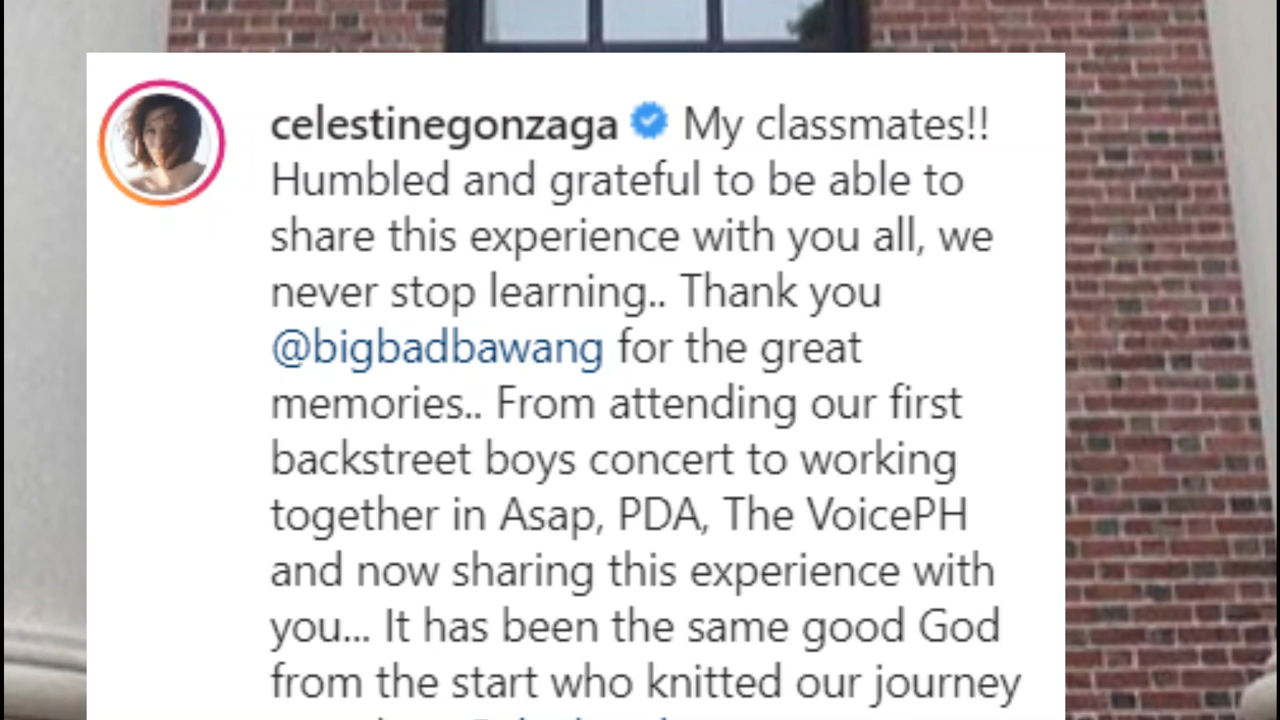 celestinegonzaga My classmates!!
Humbled and grateful to be able to
share this experience with you all, we
never stop learning.. Thank you
@bigbadbawang for the great
memories.. From attending our first
backstreet boys concert to working
together in Asap, PDA, The VoicePH
and now sharing this experience with
you... It has been the same good God
from the start who knitted our journey